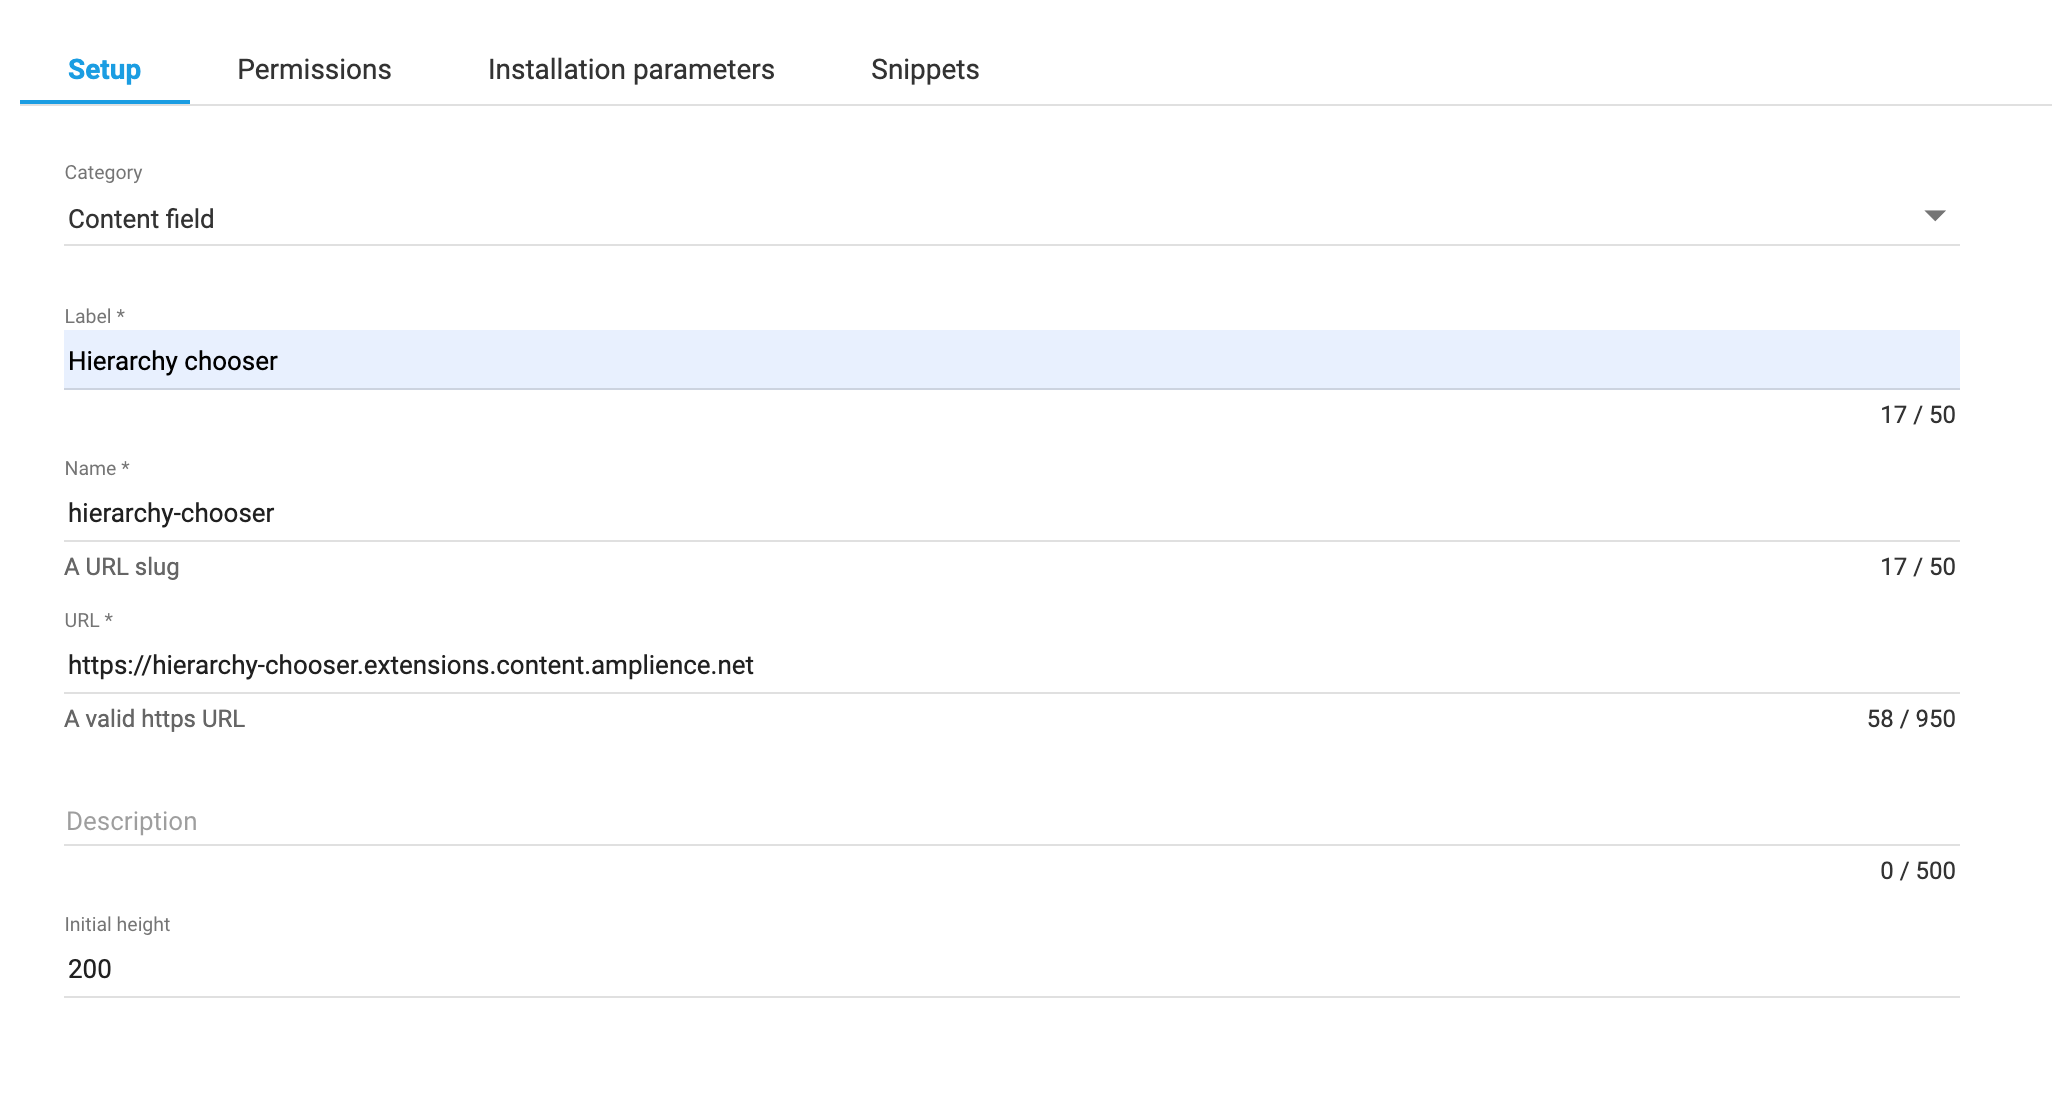 Setup Permissions Installation parameters Snippets
Category
Content field
Label *
Hierarchy chooser
17 / 50
Name *
hierarchy-chooser
A URL slug 17 / 50
URL *
https://hierarchy-chooser.extensions.content.amplience.net
A valid https URL 58 / 950
Description
0 / 500
Initial height
200